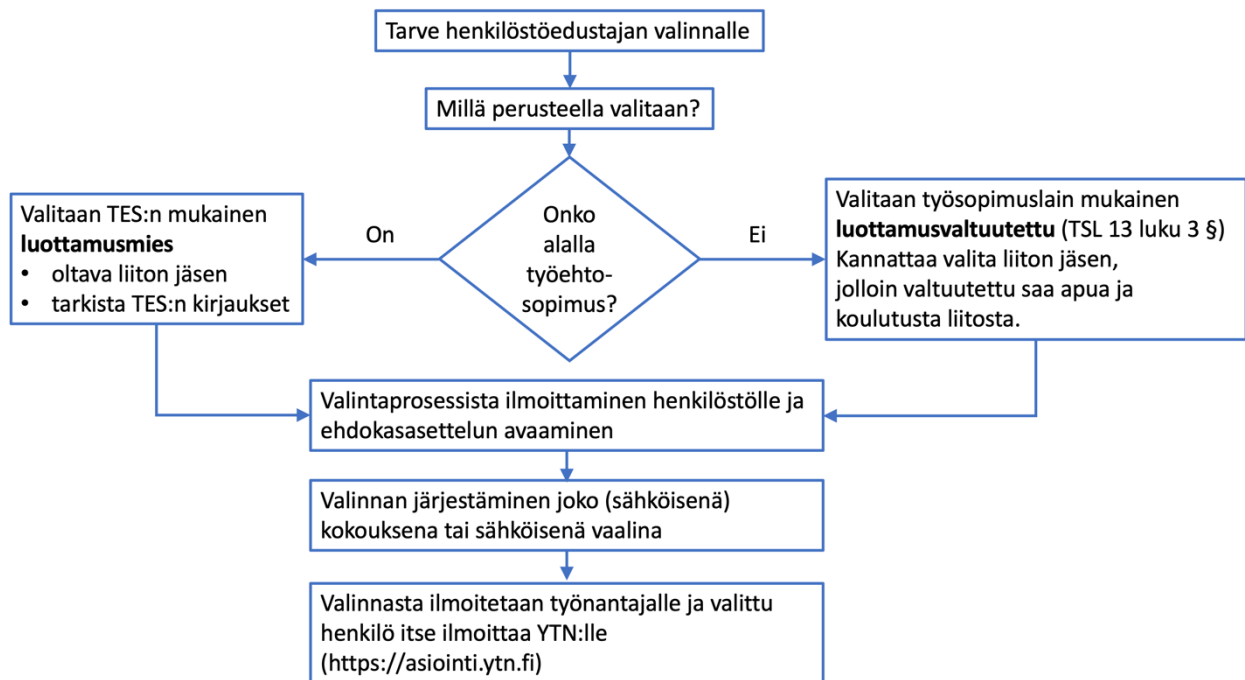 Tarve henkilöstöedustajan valinnalle
Millä perusteella valitaan?
Onko
alalla
työehto-
sopimus?
On
Valitaan TES:n mukainen
luottamusmies
• oltava liiton jäsen
• tarkista TES:n kirjaukset
Ei
Valitaan työsopimuslain mukainen
luottamusvaltuutettu (TSL 13 luku 3 §)
Kannattaa valita liiton jäsen,
jolloin valtuutettu saa apua ja
koulutusta liitosta.
Valintaprosessista ilmoittaminen henkilöstölle ja
ehdokasasettelun avaaminen
Valinnan järjestäminen joko (sähköisenä)
kokouksena tai sähköisenä vaalina
Valinnasta ilmoitetaan työnantajalle ja valittu
henkilö itse ilmoittaa YTN:lle
(https://asiointi.ytn.fi)